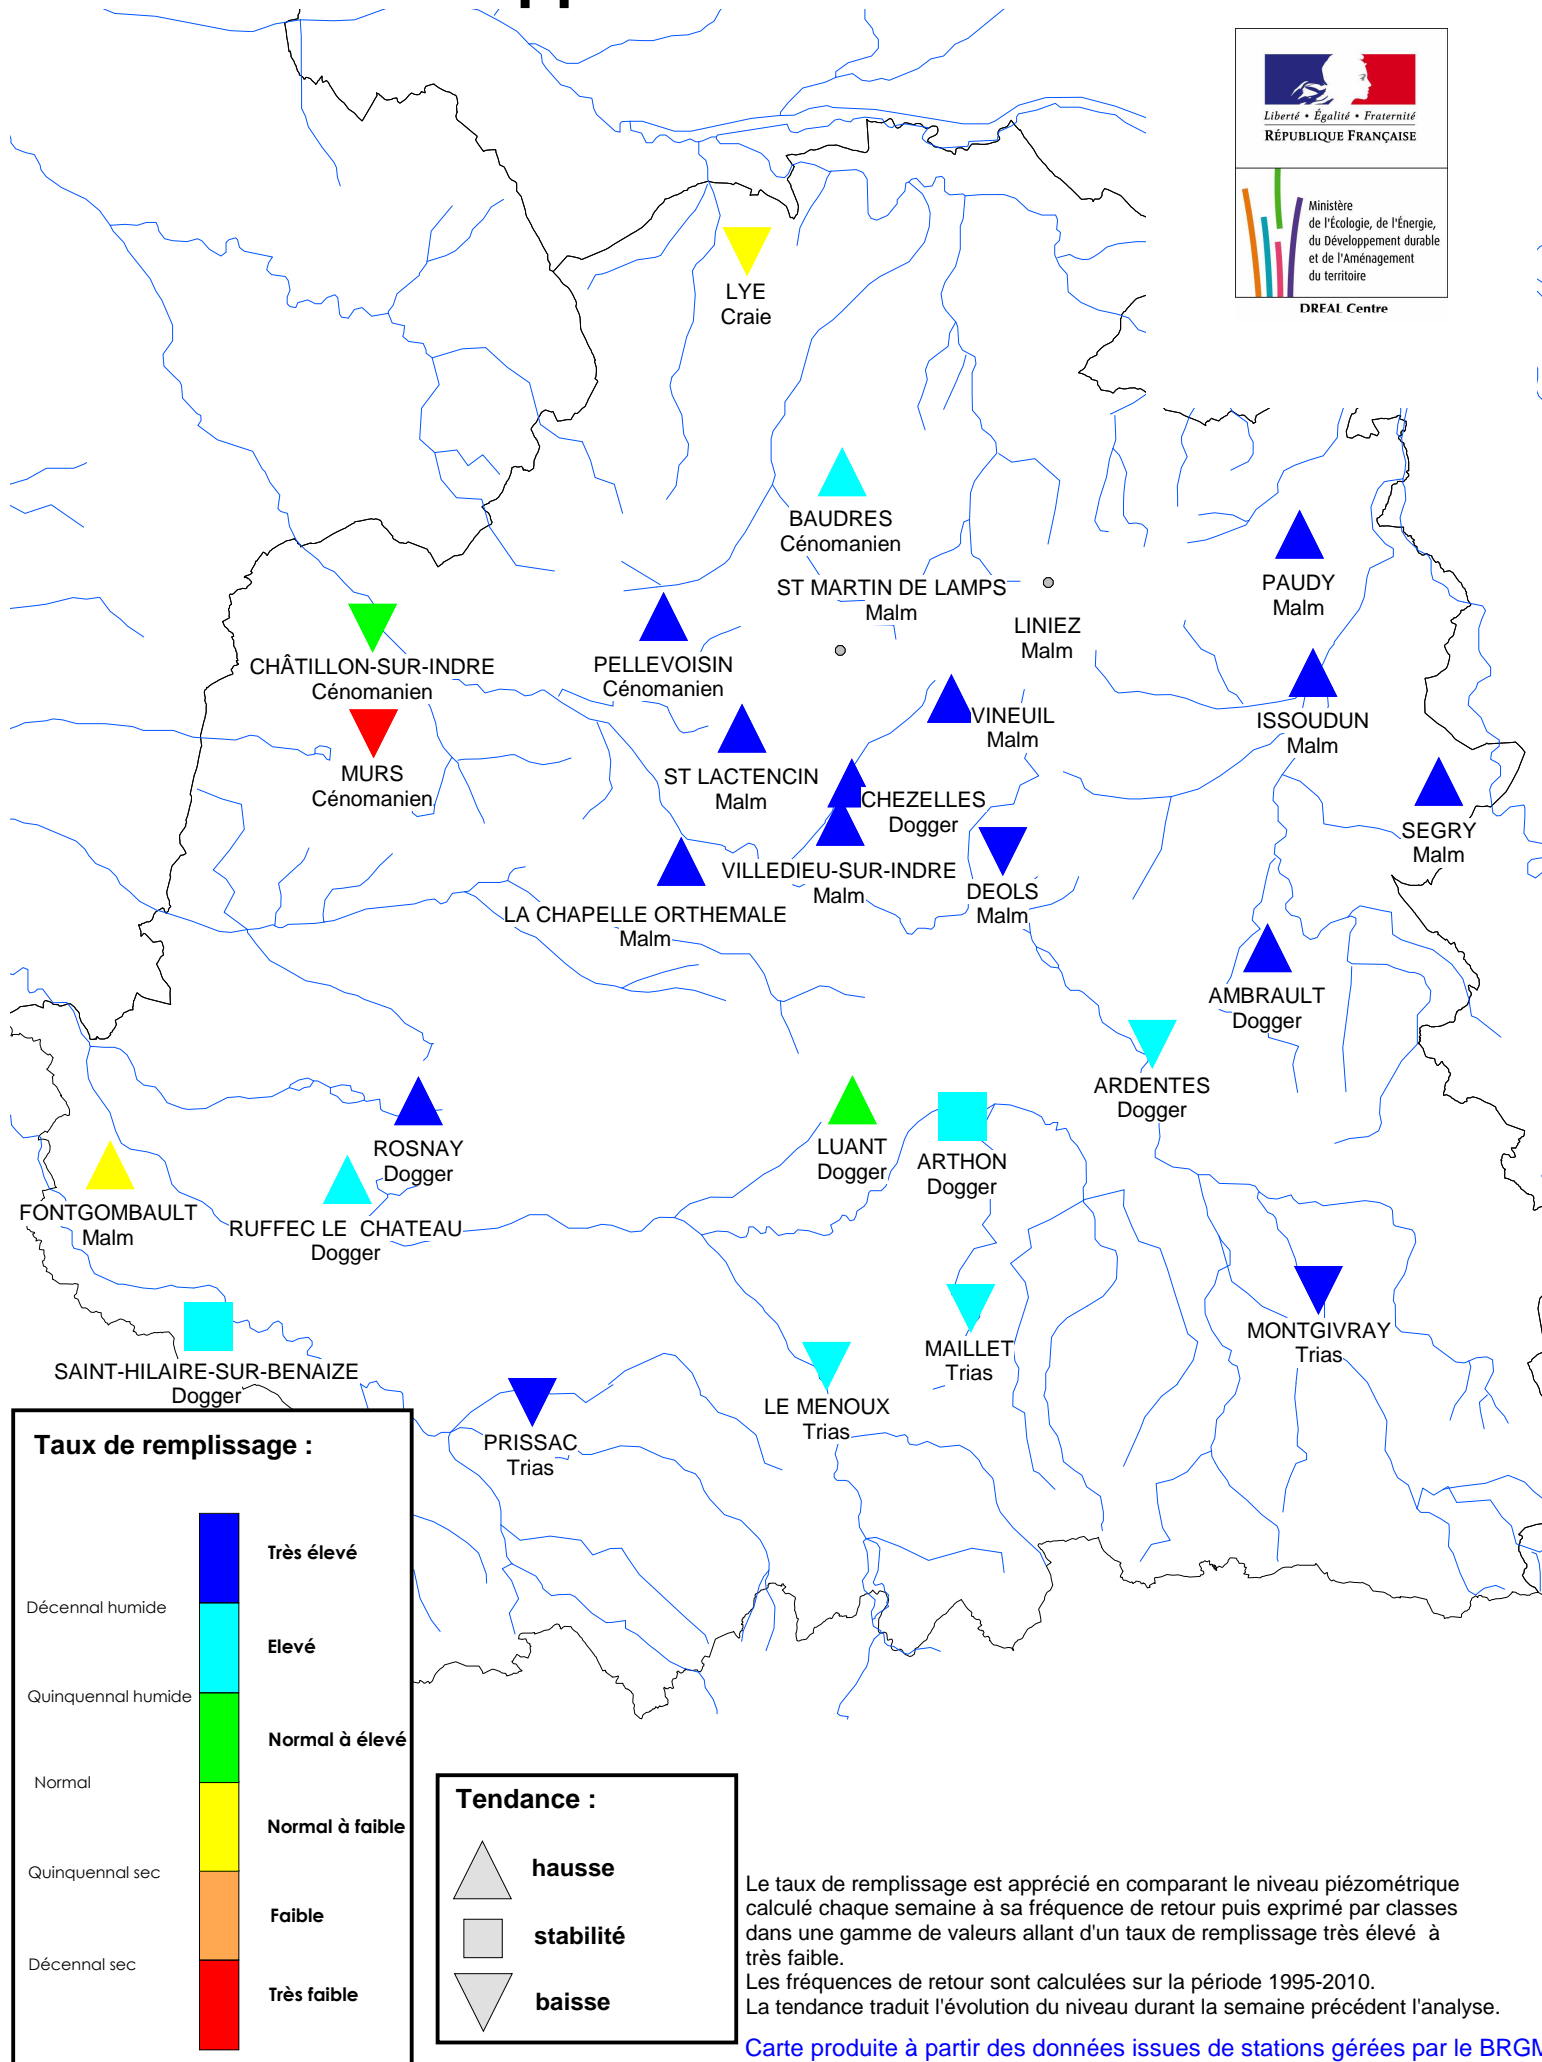 Liberté • Égalité • Fraternité
RÉPUBLIQUE FRANÇAISE
Ministère
de l'Écologie, de l'Énergie,
du Développement durable
et de l'Aménagement
du territoire
DREAL Centre
LYE
Craie
BAUDRES
Cénomanien
ST MARTIN DE LAMPS
Malm
LINIEZ
Malm
PAUDY
Malm
CHÂTILLON-SUR-INDRE
Cénomanien
PELLEVOISIN
Cénomanien
VINEUIL
Malm
ISSOUDUN
Malm
MURS
Cénomanien
ST LACTENCIN
Malm
CHEZELLES
Dogger
SEGRY
Malm
VILLEDIEU-SUR-INDRE
Malm
DEOLS
Malm
LA CHAPELLE ORTHEMALE
Malm
AMBRAULT
Dogger
ARDENTES
Dogger
ROSNAY
Dogger
LUANT
Dogger
ARTHON
Dogger
FONTGOMBAULT
Malm
RUFFEC LE CHATEAU
Dogger
MONTGIVRAY
Trias
MAILLET
Trias
SAINT-HILAIRE-SUR-BENAIZE
Dogger
LE MENOUX
Trias
PRISSAC
Trias
Taux de remplissage :
Très élevé
Décennal humide
Elevé
Quinquennal humide
Normal à élevé
Normal
Normal à faible
Quinquennal sec
Faible
Décennal sec
Très faible
Tendance :
hausse
stabilité
baisse
Le taux de remplissage est apprécié en comparant le niveau piézométrique
calculé chaque semaine à sa fréquence de retour puis exprimé par classes
dans une gamme de valeurs allant d'un taux de remplissage très élevé à
très faible.
Les fréquences de retour sont calculées sur la période 1995-2010.
La tendance traduit l'évolution du niveau durant la semaine précédent l'analyse.
Carte produite à partir des données issues de stations gérées par le BRGM